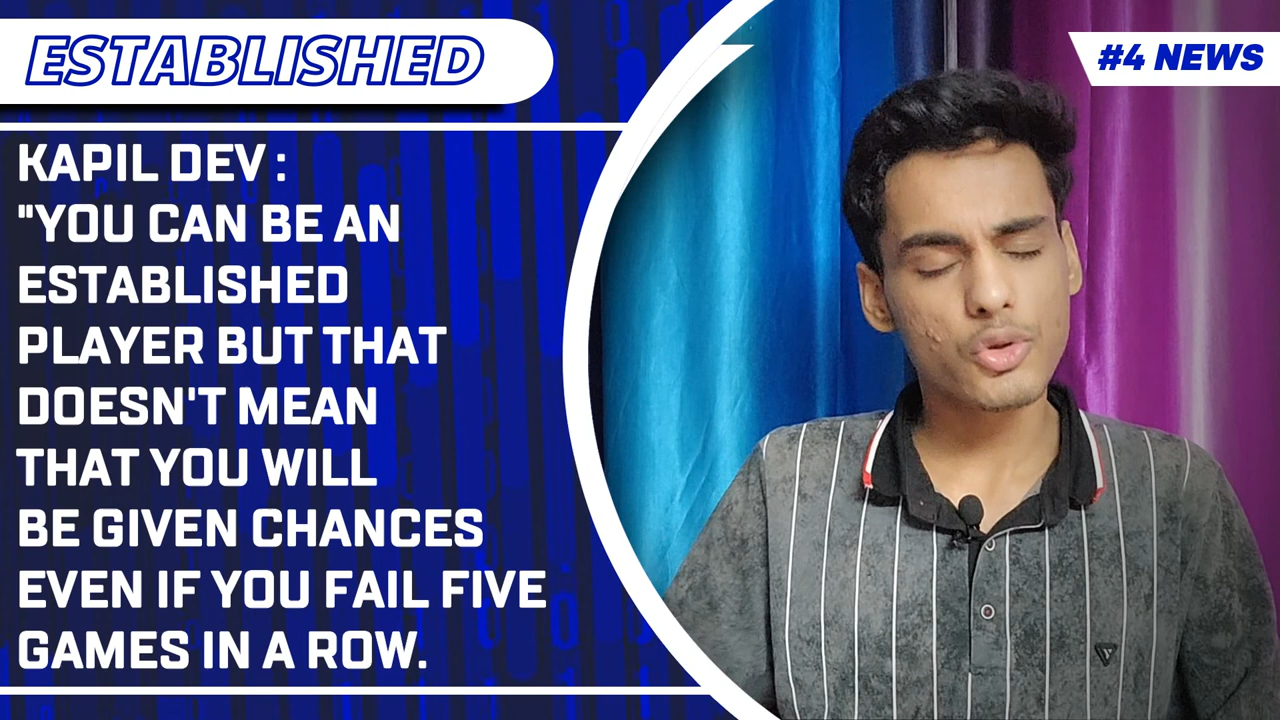 ESTABLISHED
#4 NEWS
KAPIL DEV :
"YOU CAN BE AN
ESTABLISHED
PLAYER BUT THAT
DOESN'T MEAN
THAT YOU WILL
BE GIVEN CHANCES
EVEN IF YOU FAIL FIVE
GAMES IN A ROW.